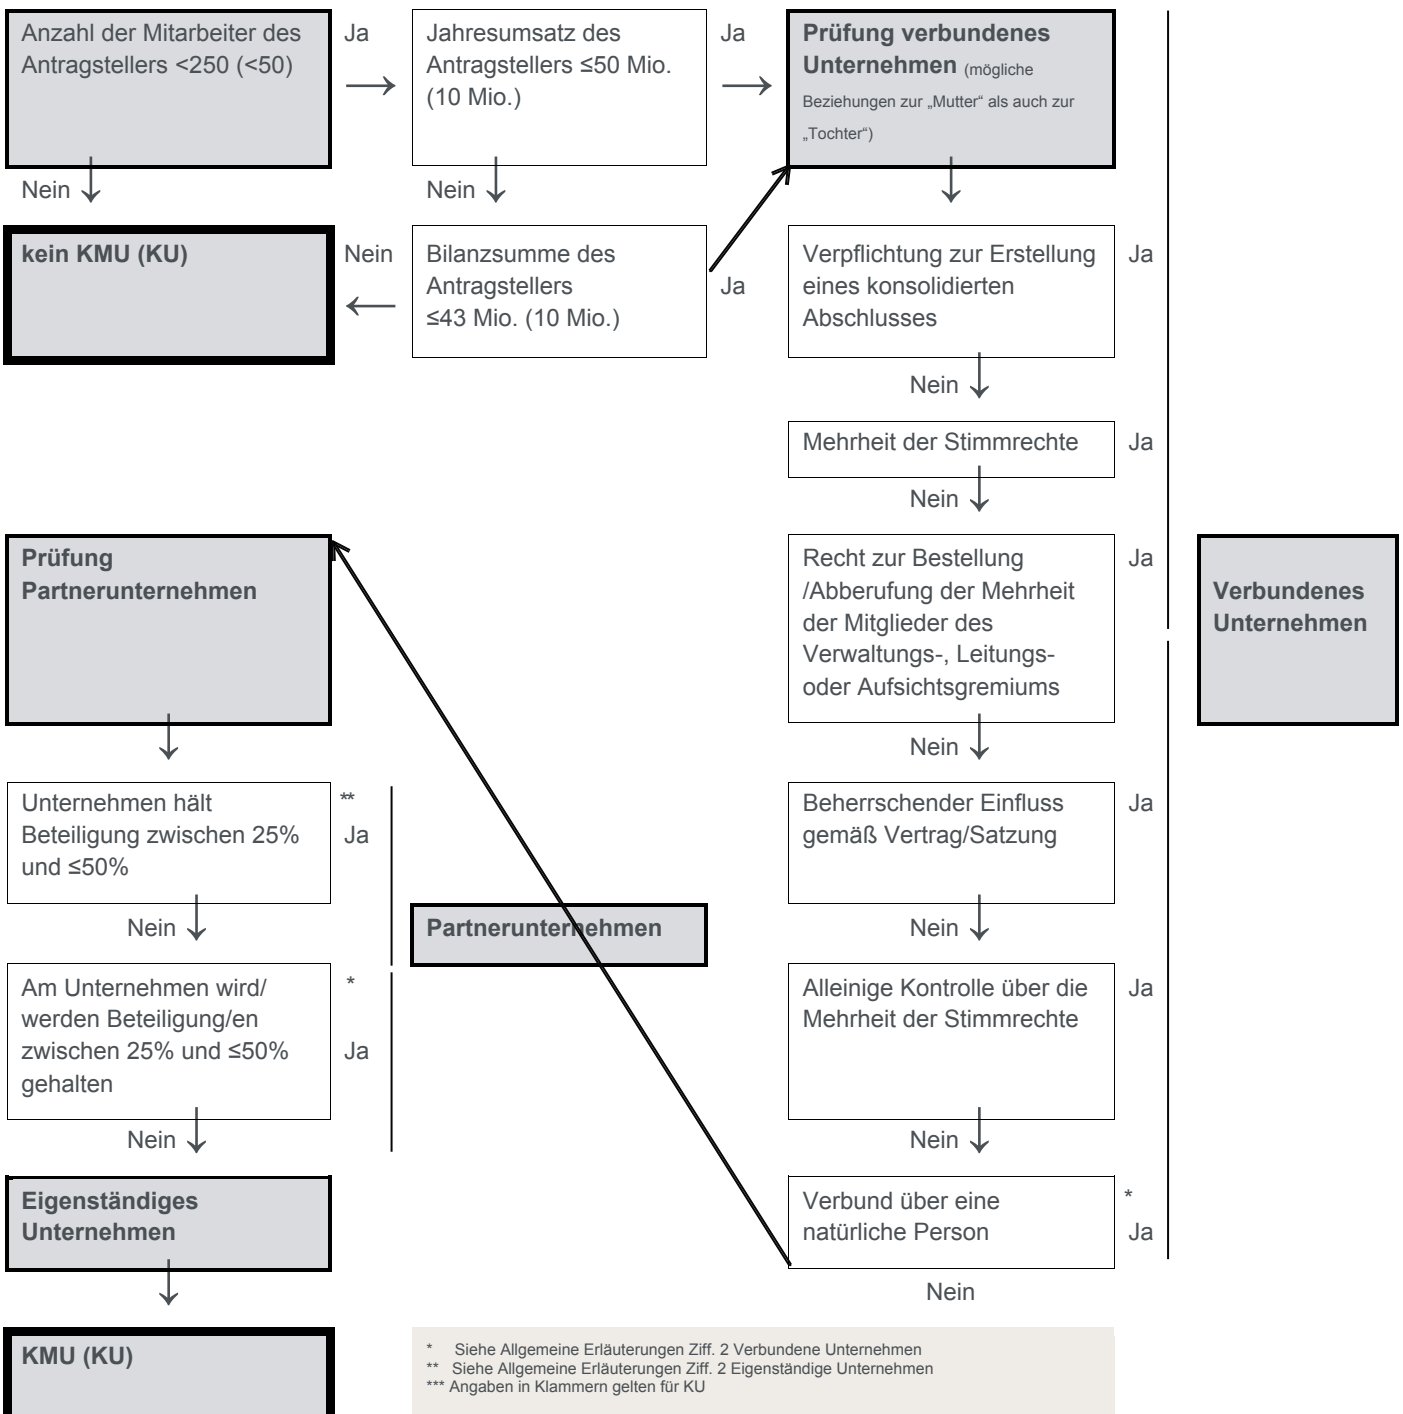 Anzahl der Mitarbeiter des
Antragstellers <250 (<50)
Ja
Jahresumsatz des
Antragstellers ≤50 Mio.
(10 Mio.)
Ja
Prüfung verbundenes
Unternehmen (mögliche
Beziehungen zur „Mutter“ als auch zur
„Tochter“)
Nein
Nein
kein KMU (KU)
Nein
Bilanzsumme des
Antragstellers
≤43 Mio. (10 Mio.)
Ja
Verpflichtung zur Erstellung
eines konsolidierten
Abschlusses
Ja
Nein
Mehrheit der Stimmrechte
Ja
Nein
Recht zur Bestellung
/Abberufung der Mehrheit
der Mitglieder des
Verwaltungs-, Leitungs-
oder Aufsichtsgremiums
Ja
Verbundenes
Unternehmen
Nein
Beherrschender Einfluss
gemäß Vertrag/Satzung
Ja
Nein
Alleinige Kontrolle über die
Mehrheit der Stimmrechte
Ja
Nein
Verbund über eine
natürliche Person
*
Ja
Nein
Prüfung
Partnerunternehmen
Unternehmen hält
Beteiligung zwischen 25%
und ≤50%
**
Ja
Nein
Partnerunternehmen
Am Unternehmen wird/
werden Beteiligung/en
zwischen 25% und ≤50%
gehalten
*
Ja
Nein
Eigenständiges
Unternehmen
KMU (KU)
* Siehe Allgemeine Erläuterungen Ziff. 2 Verbundene Unternehmen
** Siehe Allgemeine Erläuterungen Ziff. 2 Eigenständige Unternehmen
*** Angaben in Klammern gelten für KU